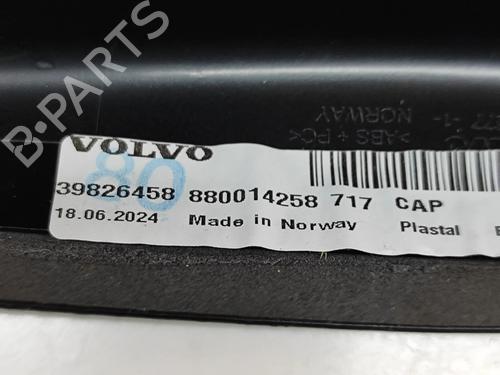 B-PARTS
VOLVO
80
39826458 880014258 717 CAP
18.06.2024 Made in Norway Plastal
>ABS + PC<
NORWAY